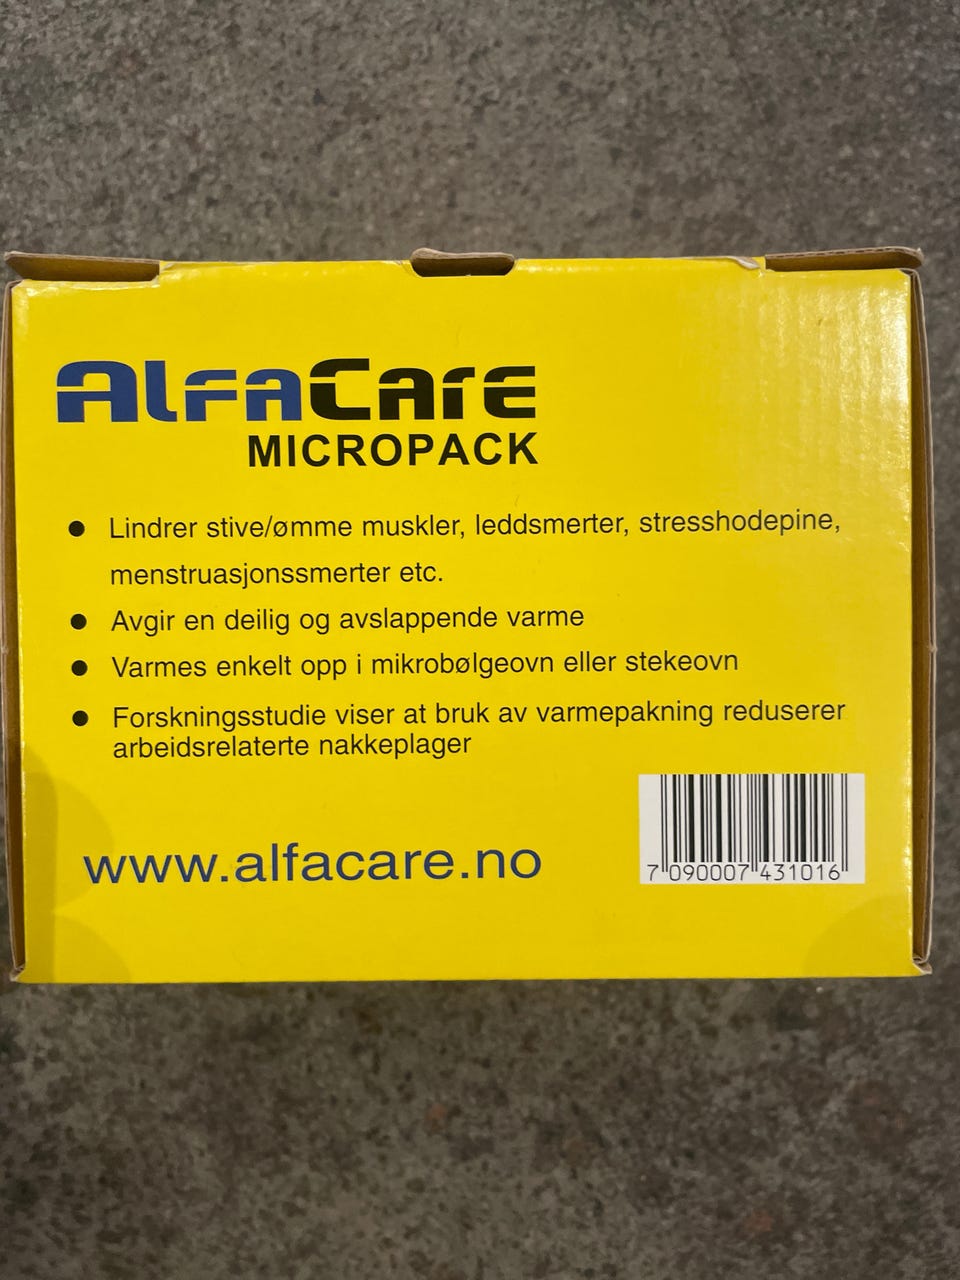 AlfaCare
MICROPACK
● Lindrer stive/ømme muskler, leddsmerter, stresshodepine,
menstruasjonssmerter etc.
● Avgir en deilig og avslappende varme
● Varmes enkelt opp i mikrobølgeovn eller stekeovn
● Forskningsstudie viser at bruk av varmepakning reduserer
arbeidsrelaterte nakkeplager
www.alfacare.no
7 090007 431016